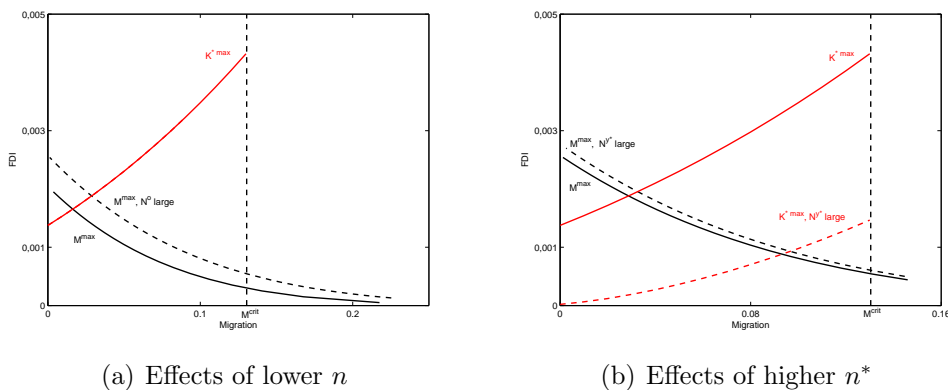 0,005
0,003
0,001
0
FDI
K* max
M^max, N^o large
M^max
0
0.1
M^crit
0.2
Migration
(a) Effects of lower n
0,005
0,003
0,001
0
FDI
K* max
M^max, N^y* large
M^max
K* max, N^y* large
0
0.08
M^crit
0.16
Migration
(b) Effects of higher n*